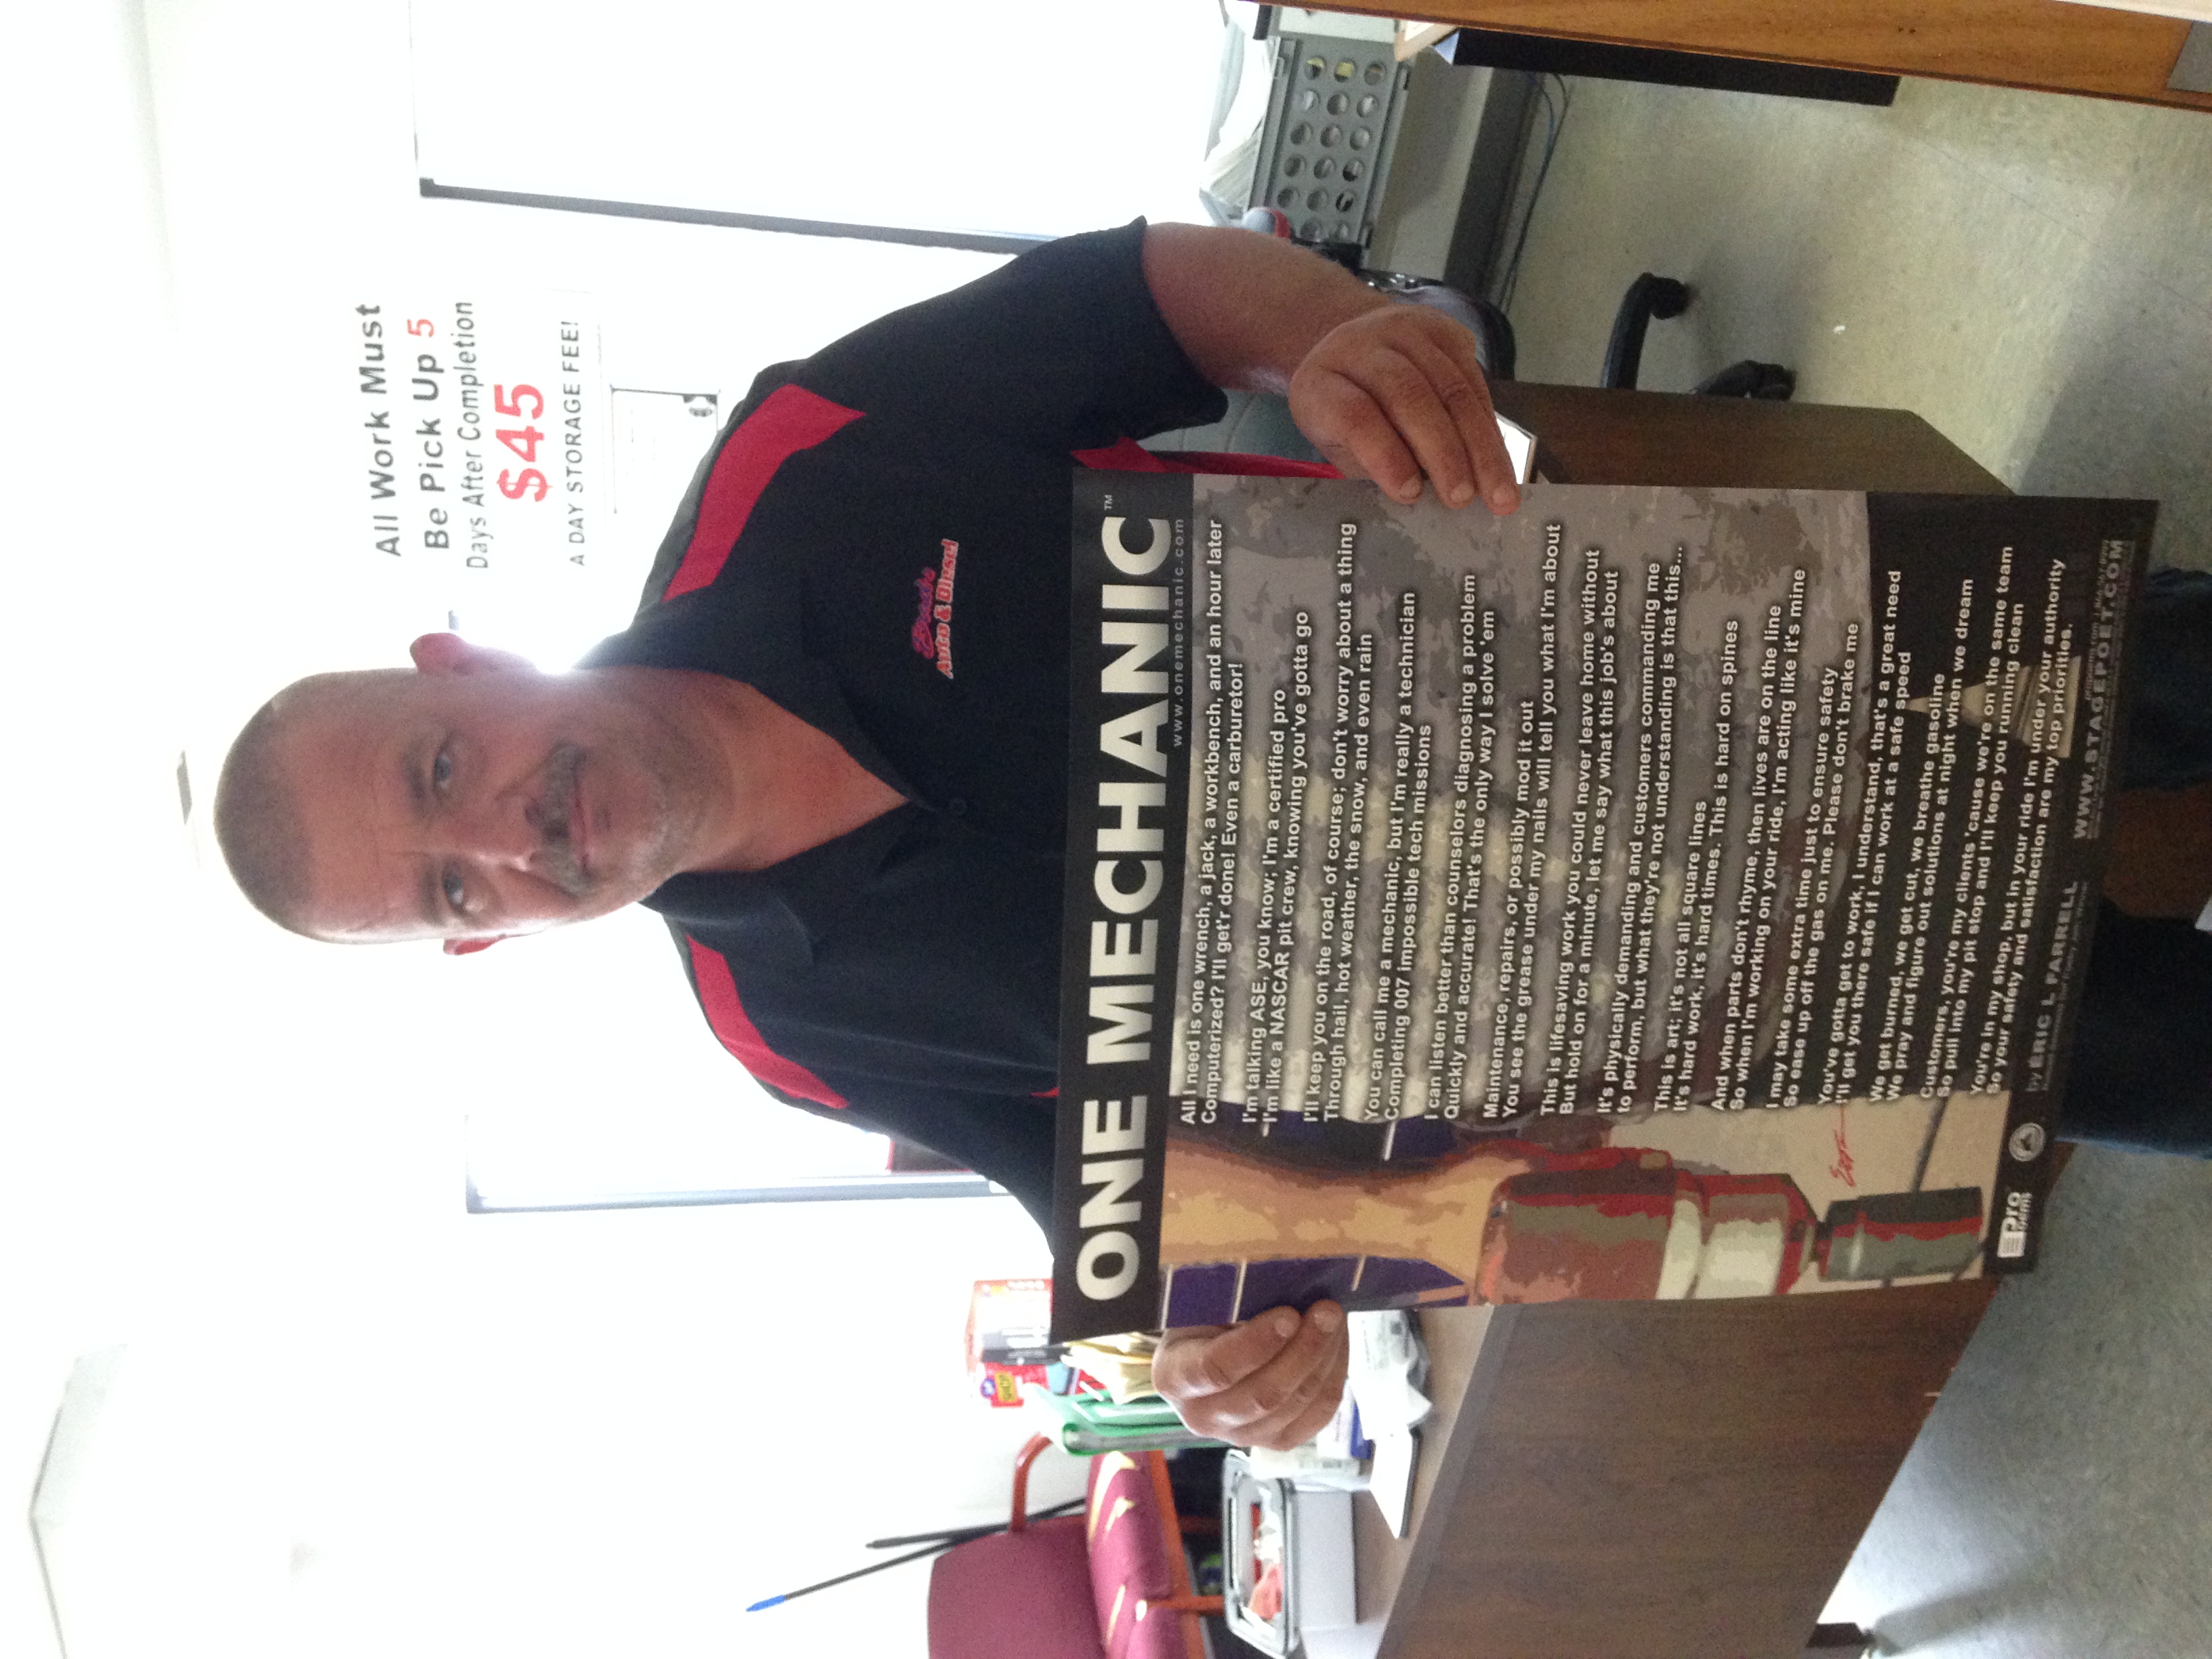 All Work Must
Be Pick Up 5
Days After Completion
$45
A DAY STORAGE FEE!
Auto & Diesel
ONE MECHANIC™
www.onemechanic.com
All I need is one wrench, a jack, a workbench, and an hour later
Computerized? I'll get'r done! Even a carburetor!
I'm talking ASE, you know; I'm a certified pro
I'm like a NASCAR pit crew, knowing you've gotta go
I'll keep you on the road, of course; don't worry about a thing
Through hail, hot weather, the snow, and even rain
You can call me a mechanic, but I'm really a technician
Completing 007 impossible tech missions
I can listen better than counselors diagnosing a problem
Quickly and accurate! That's the only way I solve 'em
Maintenance, repairs, or possibly mod it out
You see the grease under my nails will tell you what I'm about
This is lifesaving work you could never leave home without
But hold on for a minute, let me say what this job's about
It's physically demanding and customers commanding me
to perform, but what they're not understanding is that this...
This is art; it's not all square lines
It's hard work, it's hard times. This is hard on spines
And when parts don't rhyme, then lives are on the line
So when I'm working on your ride, I'm acting like it's mine
I may take some extra time just to ensure safety
So ease up off the gas on me. Please don't brake me
You've gotta get to work, I understand, that's a great need
I'll get you there safe if I can work at a safe speed
We get burned, we get cut, we breathe gasoline
We pray and figure out solutions at night when we dream
Customers, you're my clients 'cause we're on the same team
So pull into my pit stop and I'll keep you running clean
You're in my shop, but in your ride I'm under your authority
So your safety and satisfaction are my top priorities.
by ERIC L FARRELL
WWW.STAGEPOET.COM
Pro